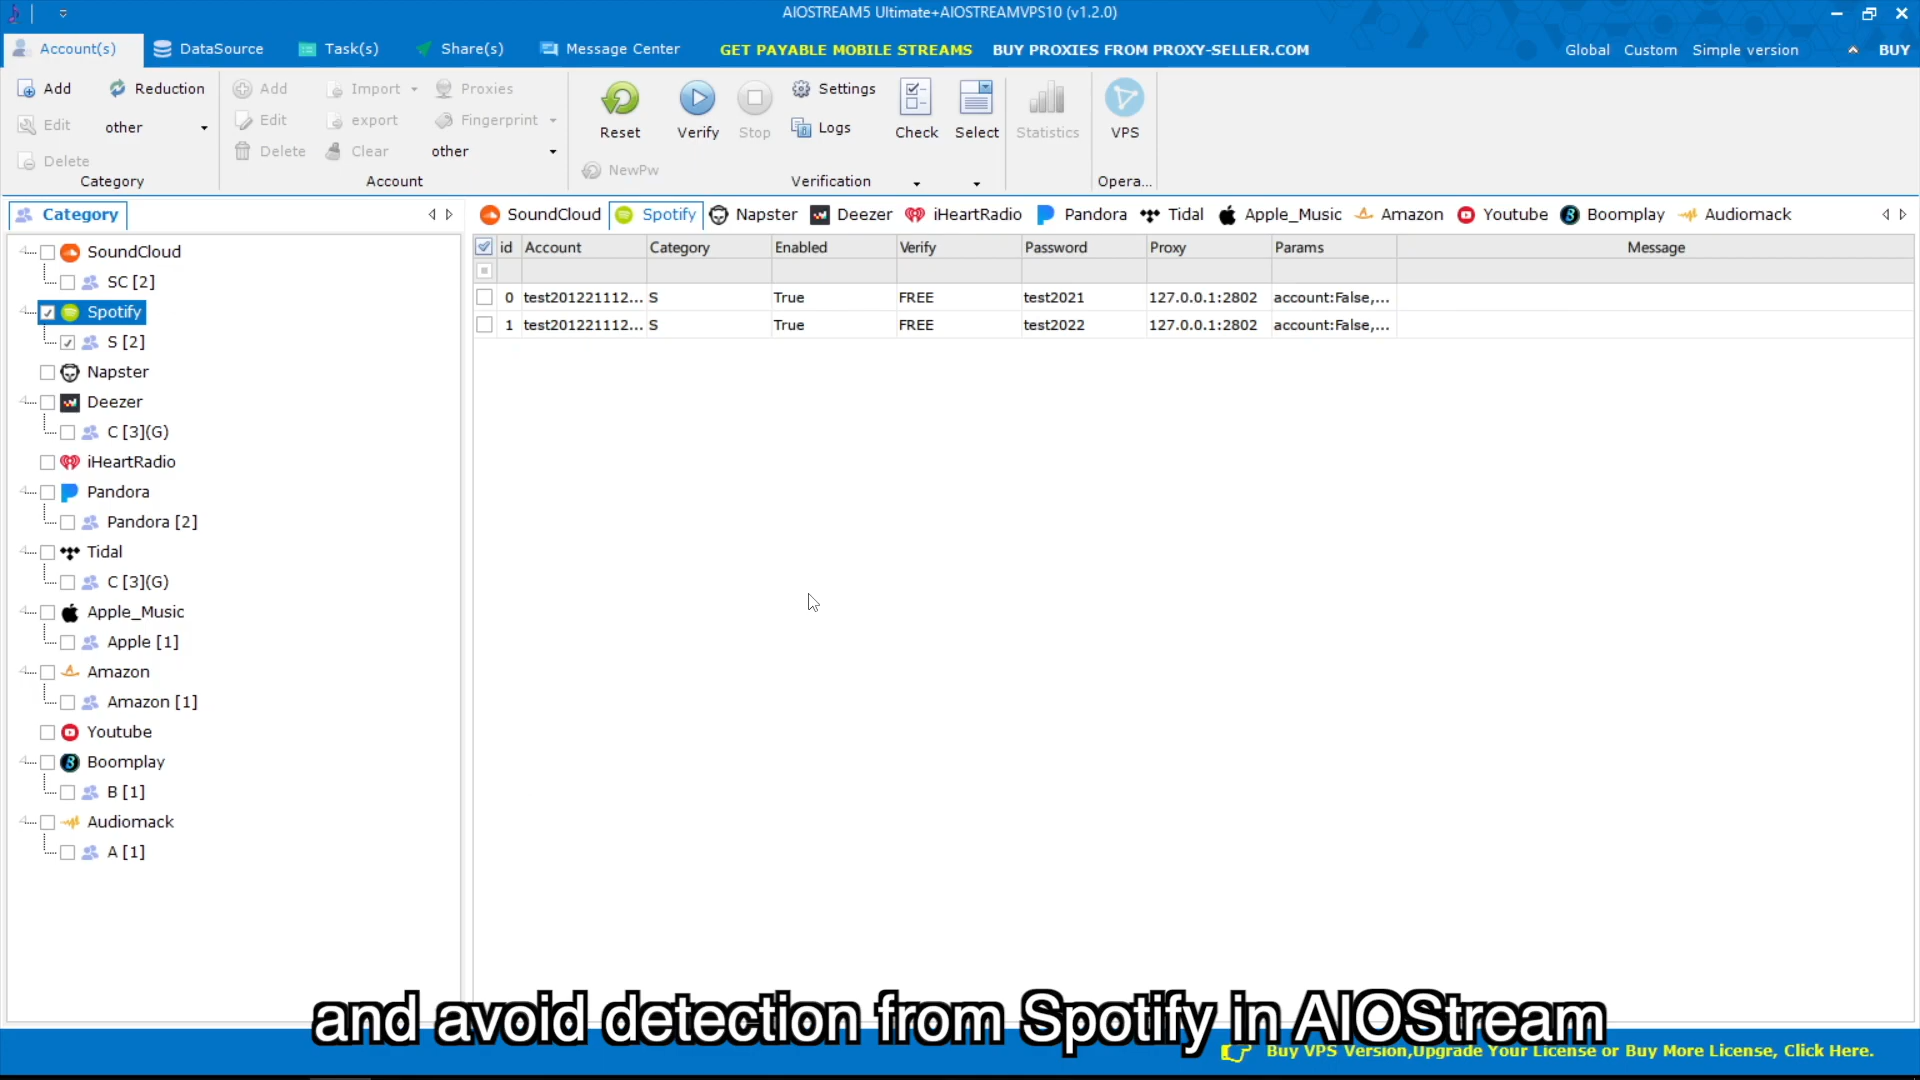 AIOSTREAM5 Ultimate+AIOSTREAMVPS10 (v1.2.0)
Account(s) DataSource Task(s) Share(s) Message Center GET PAYABLE MOBILE STREAMS BUY PROXIES FROM PROXY-SELLER.COM Global Custom Simple version BUY
Add Reduction Add Import Proxies Settings
Edit other Edit export Fingerprint Reset Verify Stop Logs Check Select Statistics VPS
Delete Delete Clear other NewPw
Category Account Verification Opera...
Category SoundCloud Spotify Napster Deezer iHeartRadio Pandora Tidal Apple_Music Amazon Youtube Boomplay Audiomack
id Account Category Enabled Verify Password Proxy Params Message
0 test201221112... S True FREE test2021 127.0.0.1:2802 account:False,...
1 test201221112... S True FREE test2022 127.0.0.1:2802 account:False,...
SoundCloud
SC [2]
Spotify
S [2]
Napster
Deezer
C [3](G)
iHeartRadio
Pandora
Pandora [2]
Tidal
C [3](G)
Apple_Music
Apple [1]
Amazon
Amazon [1]
Youtube
Boomplay
B [1]
Audiomack
A [1]
and avoid detection from Spotify in AIOStream
Buy VPS Version,Upgrade Your License or Buy More License, Click Here.